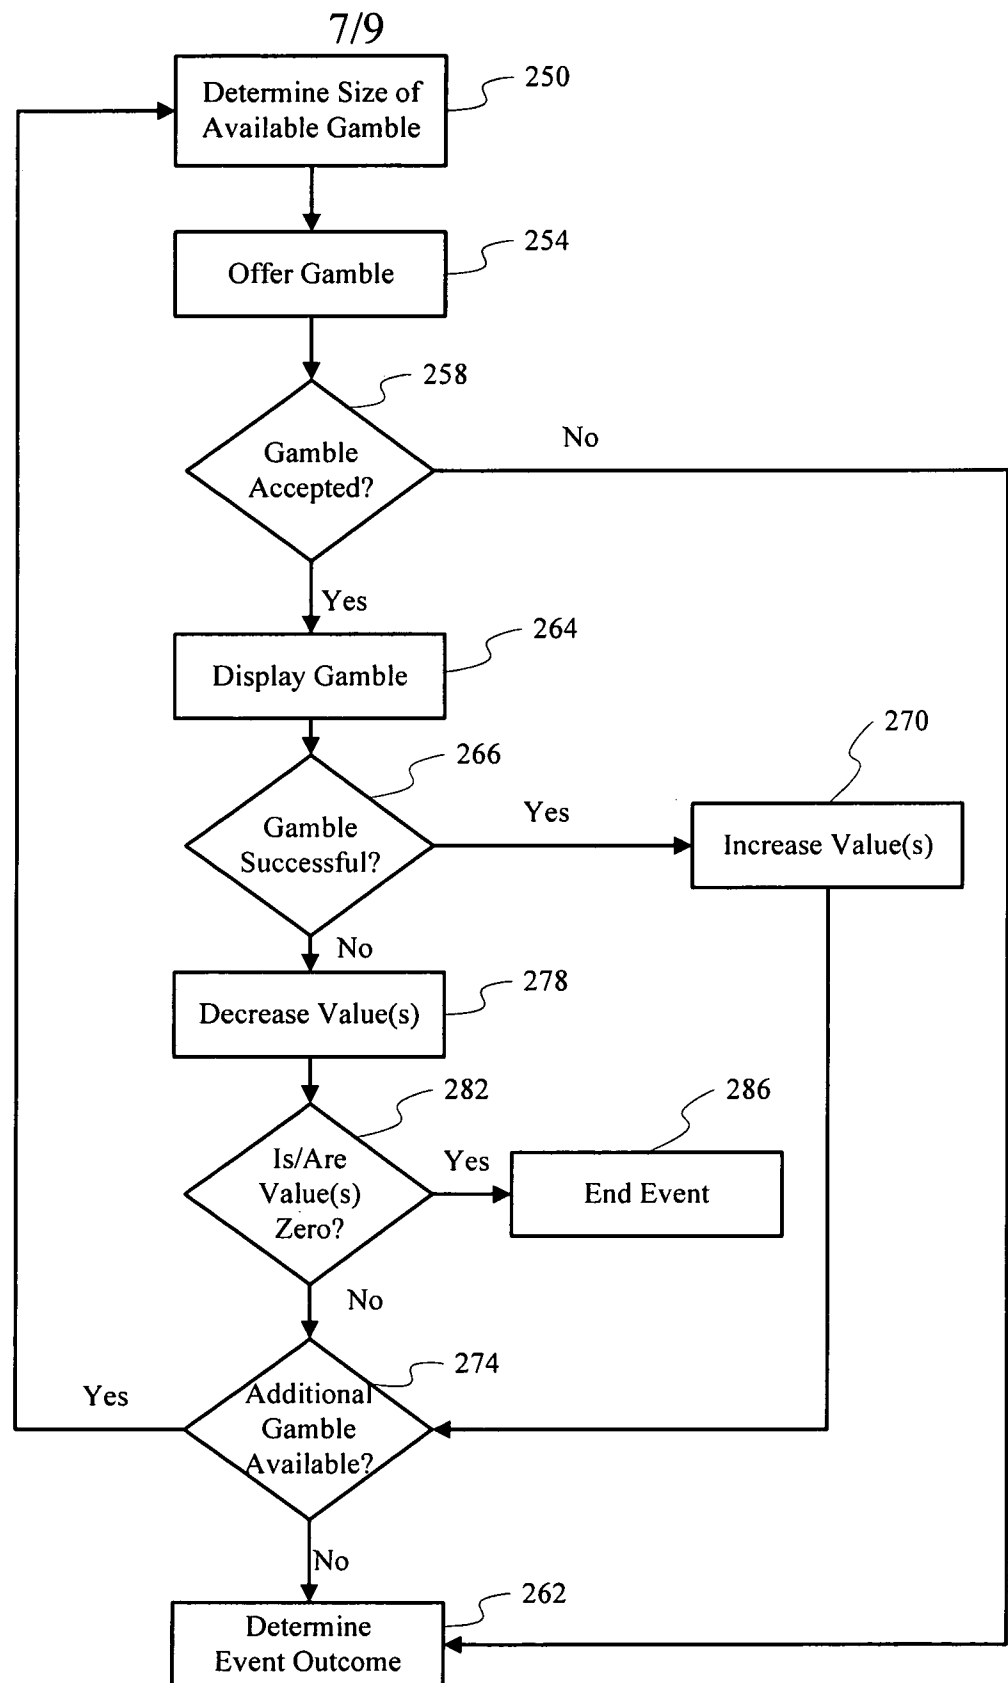 7/9
Determine Size of
Available Gamble
250
Offer Gamble
254
258
Gamble
Accepted?
No
Yes
Display Gamble
264
266
Gamble
Successful?
Yes
270
Increase Value(s)
No
Decrease Value(s)
278
282
Is/Are
Value(s)
Zero?
Yes
286
End Event
No
274
Additional
Gamble
Available?
Yes
No
262
Determine
Event Outcome